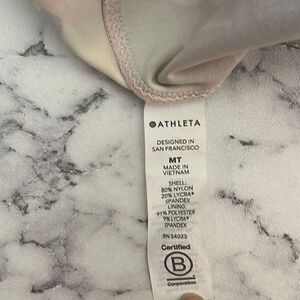 ATHLETA
DESIGNED IN
SAN FRANCISCO
MT
MADE IN
VIETNAM
SHELL:
80% NYLON
20% LYCRA®
SPANDEX
LINING:
91% POLYESTER
9% LYCRA®
SPANDEX
RN 54023
Certified
B
Corporation